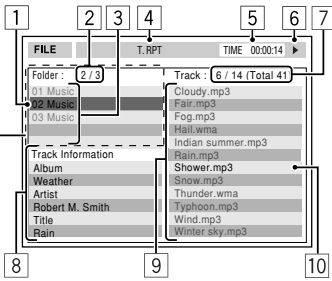 1 2 3 4 5 6 7
FILE T. RPT TIME 00:00:14
Folder : 2 / 3 Track : 6 / 14 (Total 41)
01 Music
02 Music
03 Music
Cloudy.mp3
Fair.mp3
Fog.mp3
Hail.wma
Indian summer.mp3
Rain.mp3
Shower.mp3
Snow.mp3
Thunder.wma
Typhoon.mp3
Wind.mp3
Winter sky.mp3
Track Information
Album
Weather
Artist
Robert M. Smith
Title
Rain
8 9 10